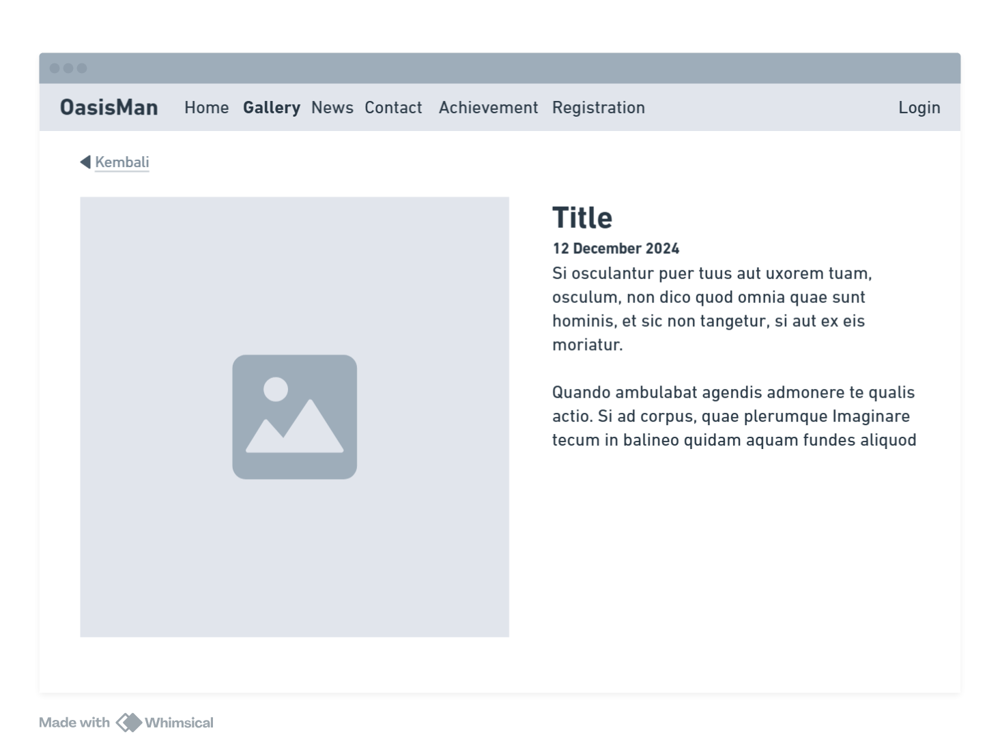 OasisMan Home Gallery News Contact Achievement Registration Login
Kembali
Title
12 December 2024
Si osculantur puer tuus aut uxorem tuam,
osculum, non dico quod omnia quae sunt
hominis, et sic non tangetur, si aut ex eis
moriatur.
Quando ambulabat agendis admonere te qualis
actio. Si ad corpus, quae plerumque Imaginare
tecum in balineo quidam aquam fundes aliquod
Made with Whimsical